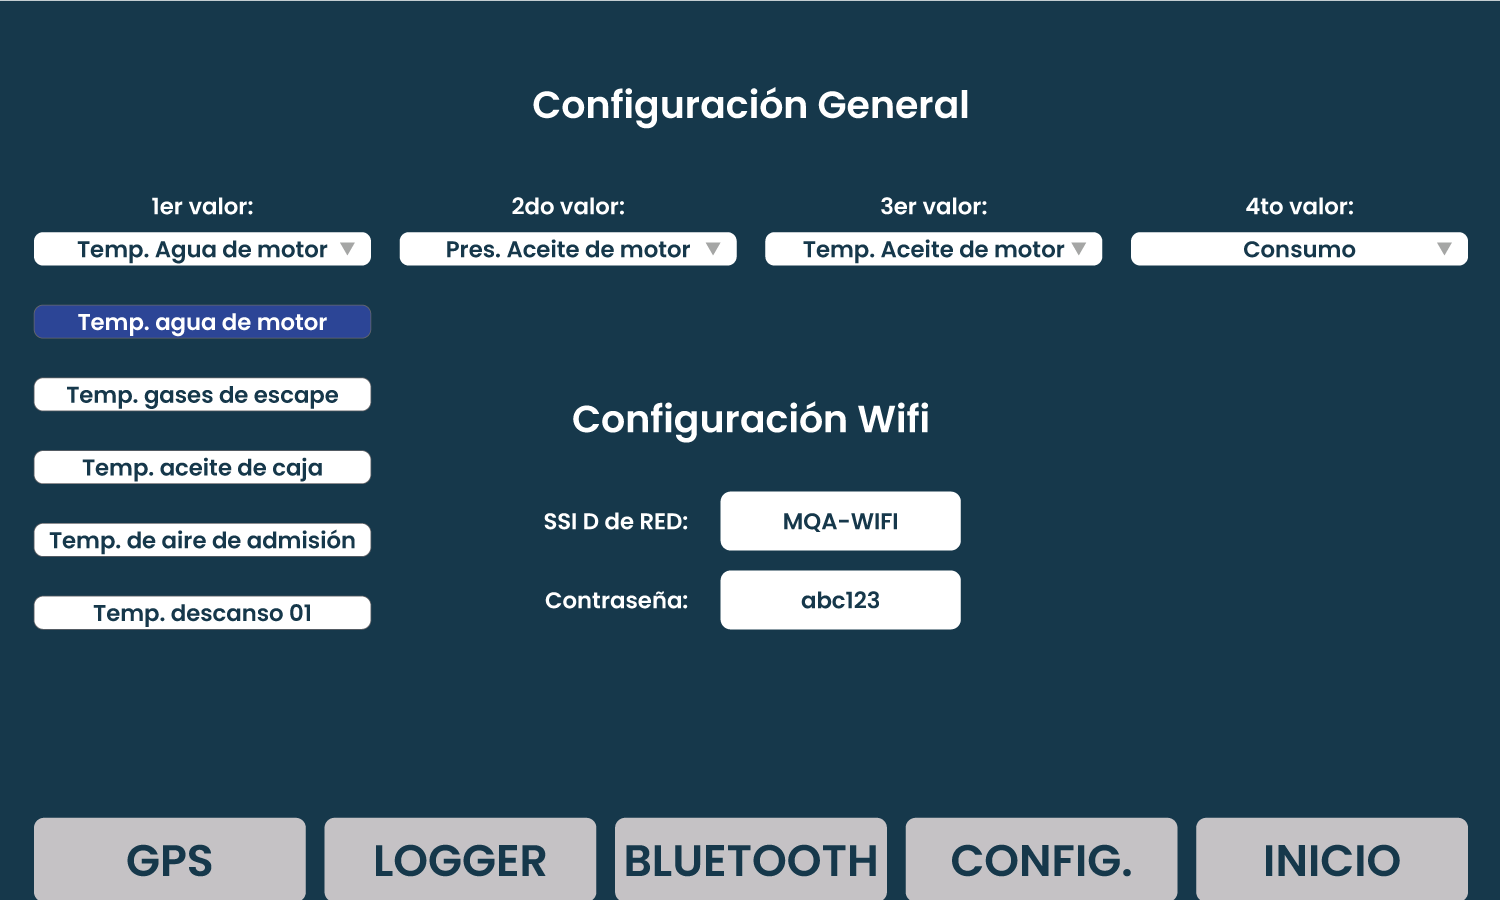 Configuración General
1er valor:
2do valor:
3er valor:
4to valor:
Temp. Agua de motor
Pres. Aceite de motor
Temp. Aceite de motor
Consumo
Temp. agua de motor
Temp. gases de escape
Temp. aceite de caja
Temp. de aire de admisión
Temp. descanso 01
Configuración Wifi
SSI D de RED:
MQA-WIFI
Contraseña:
abc123
GPS
LOGGER
BLUETOOTH
CONFIG.
INICIO